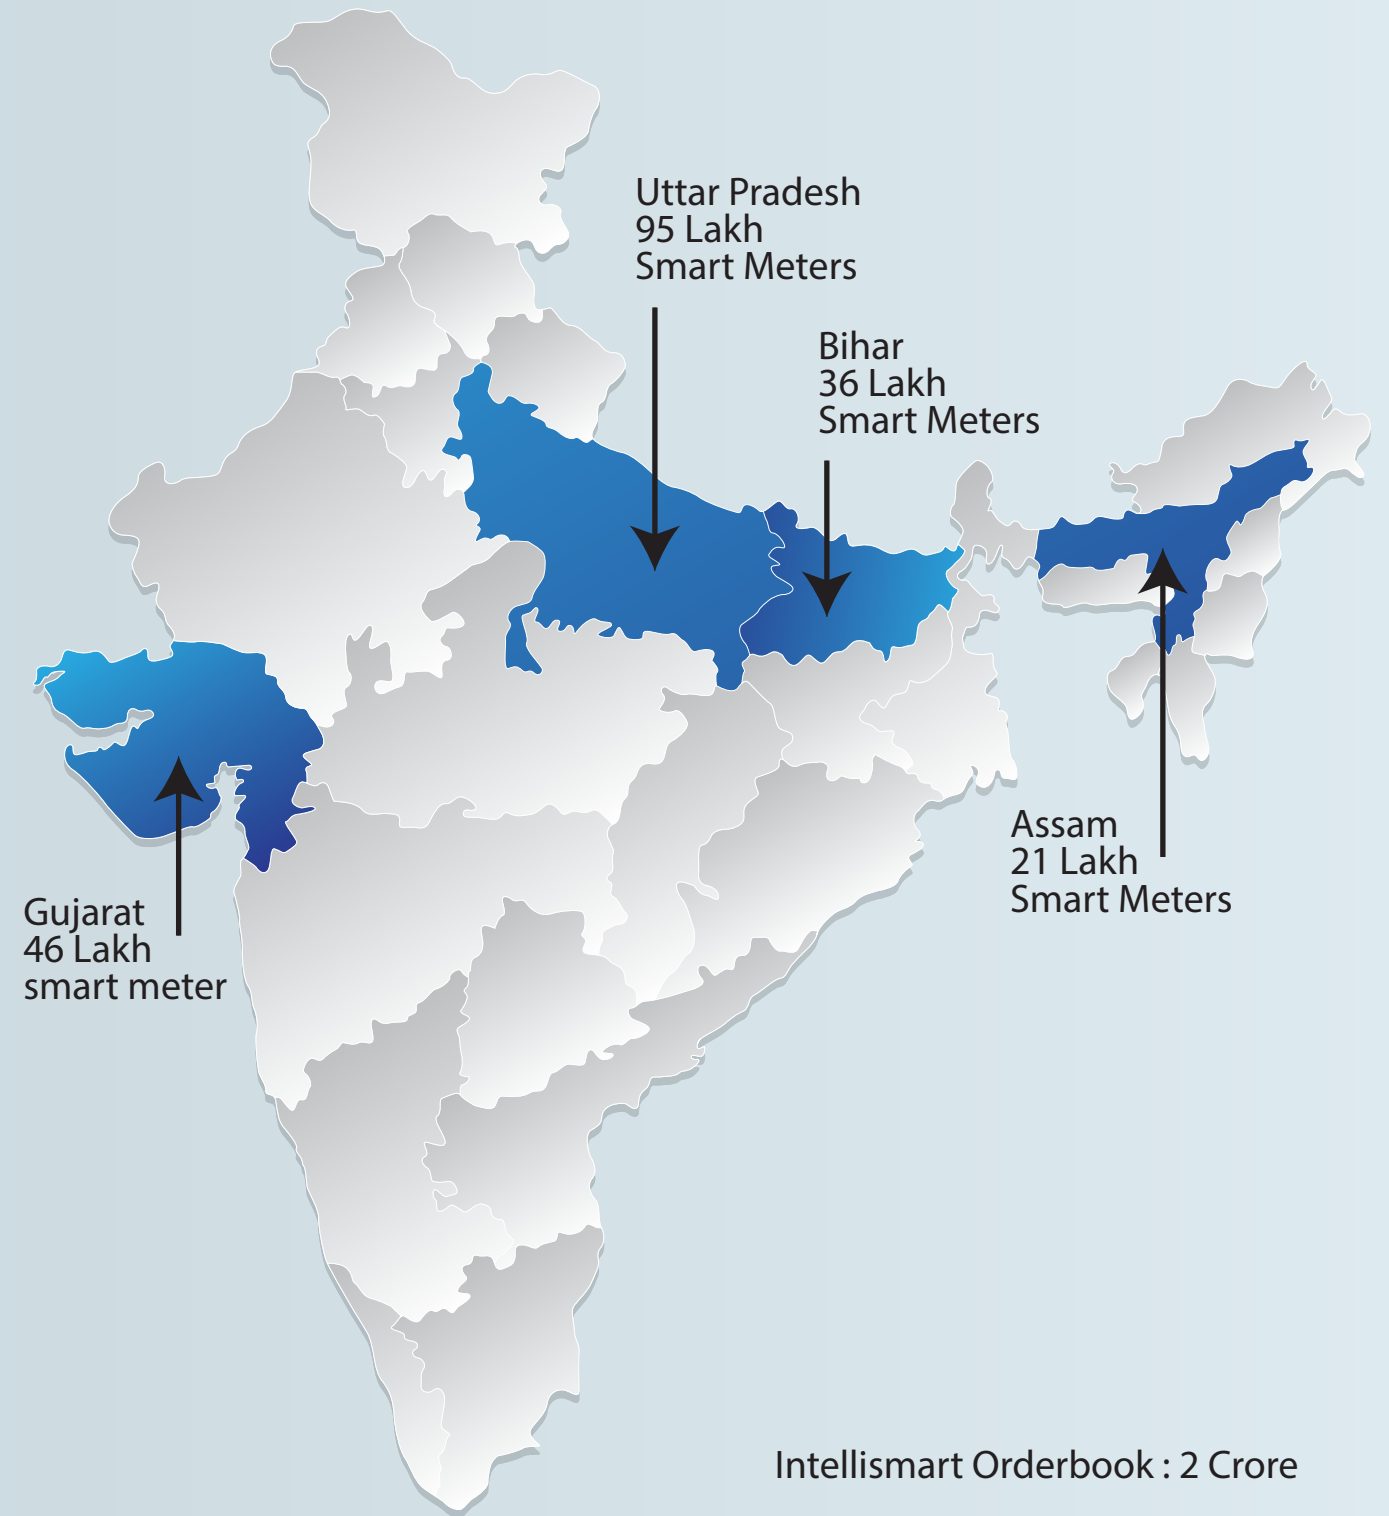 Uttar Pradesh
95 Lakh
Smart Meters
Bihar
36 Lakh
Smart Meters
Assam
21 Lakh
Smart Meters
Gujarat
46 Lakh
smart meter
Intellismart Orderbook : 2 Crore